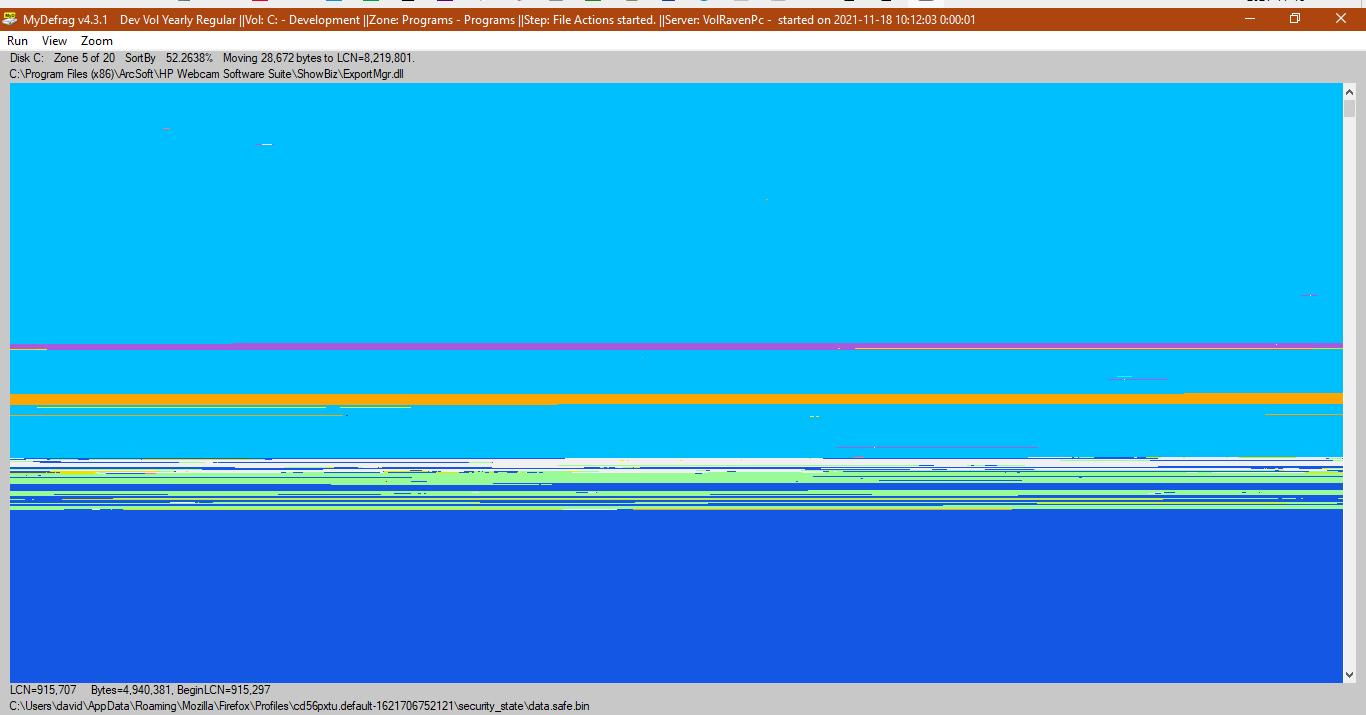 MyDefrag v4.3.1 Dev Vol Yearly Regular ||Vol: C: - Development ||Zone: Programs - Programs ||Step: File Actions started. ||Server: VolRavenPc - started on 2021-11-18 10:12:03 0:00:01
Run View Zoom
Disk C: Zone 5 of 20 SortBy 52.2638% Moving 28,672 bytes to LCN=8,219,801.
C:\Program Files (x86)\ArcSoft\HP Webcam Software Suite\ShowBiz\ExportMgr.dll
LCN=915,707 Bytes=4,940,381, BeginLCN=915,297
C:\Users\david\AppData\Roaming\Mozilla\Firefox\Profiles\cd56pxtu.default-1621706752121\security_state\data.safe.bin